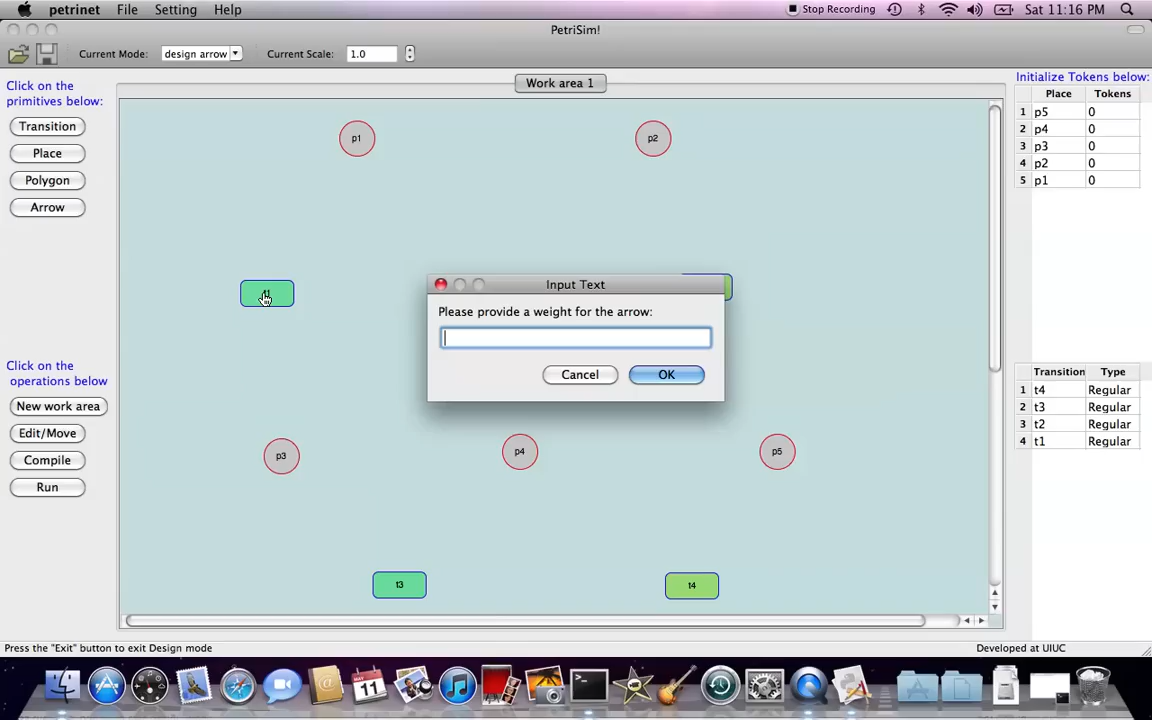 petrinet File Setting Help Stop Recording Sat 11:16 PM
PetriSim!
Current Mode: design arrow Current Scale: 1.0
Work area 1
Click on the
primitives below:
Transition
Place
Polygon
Arrow
Click on the
operations below
New work area
Edit/Move
Compile
Run
p1
p2
p3
p4
p5
t3
t4
Input Text
Please provide a weight for the arrow:
Cancel OK
Initialize Tokens below:
Place Tokens
1 p5 0
2 p4 0
3 p3 0
4 p2 0
5 p1 0
Transition Type
1 t4 Regular
2 t3 Regular
3 t2 Regular
4 t1 Regular
Press the "Exit" button to exit Design mode
Developed at UIUC
MAY
11